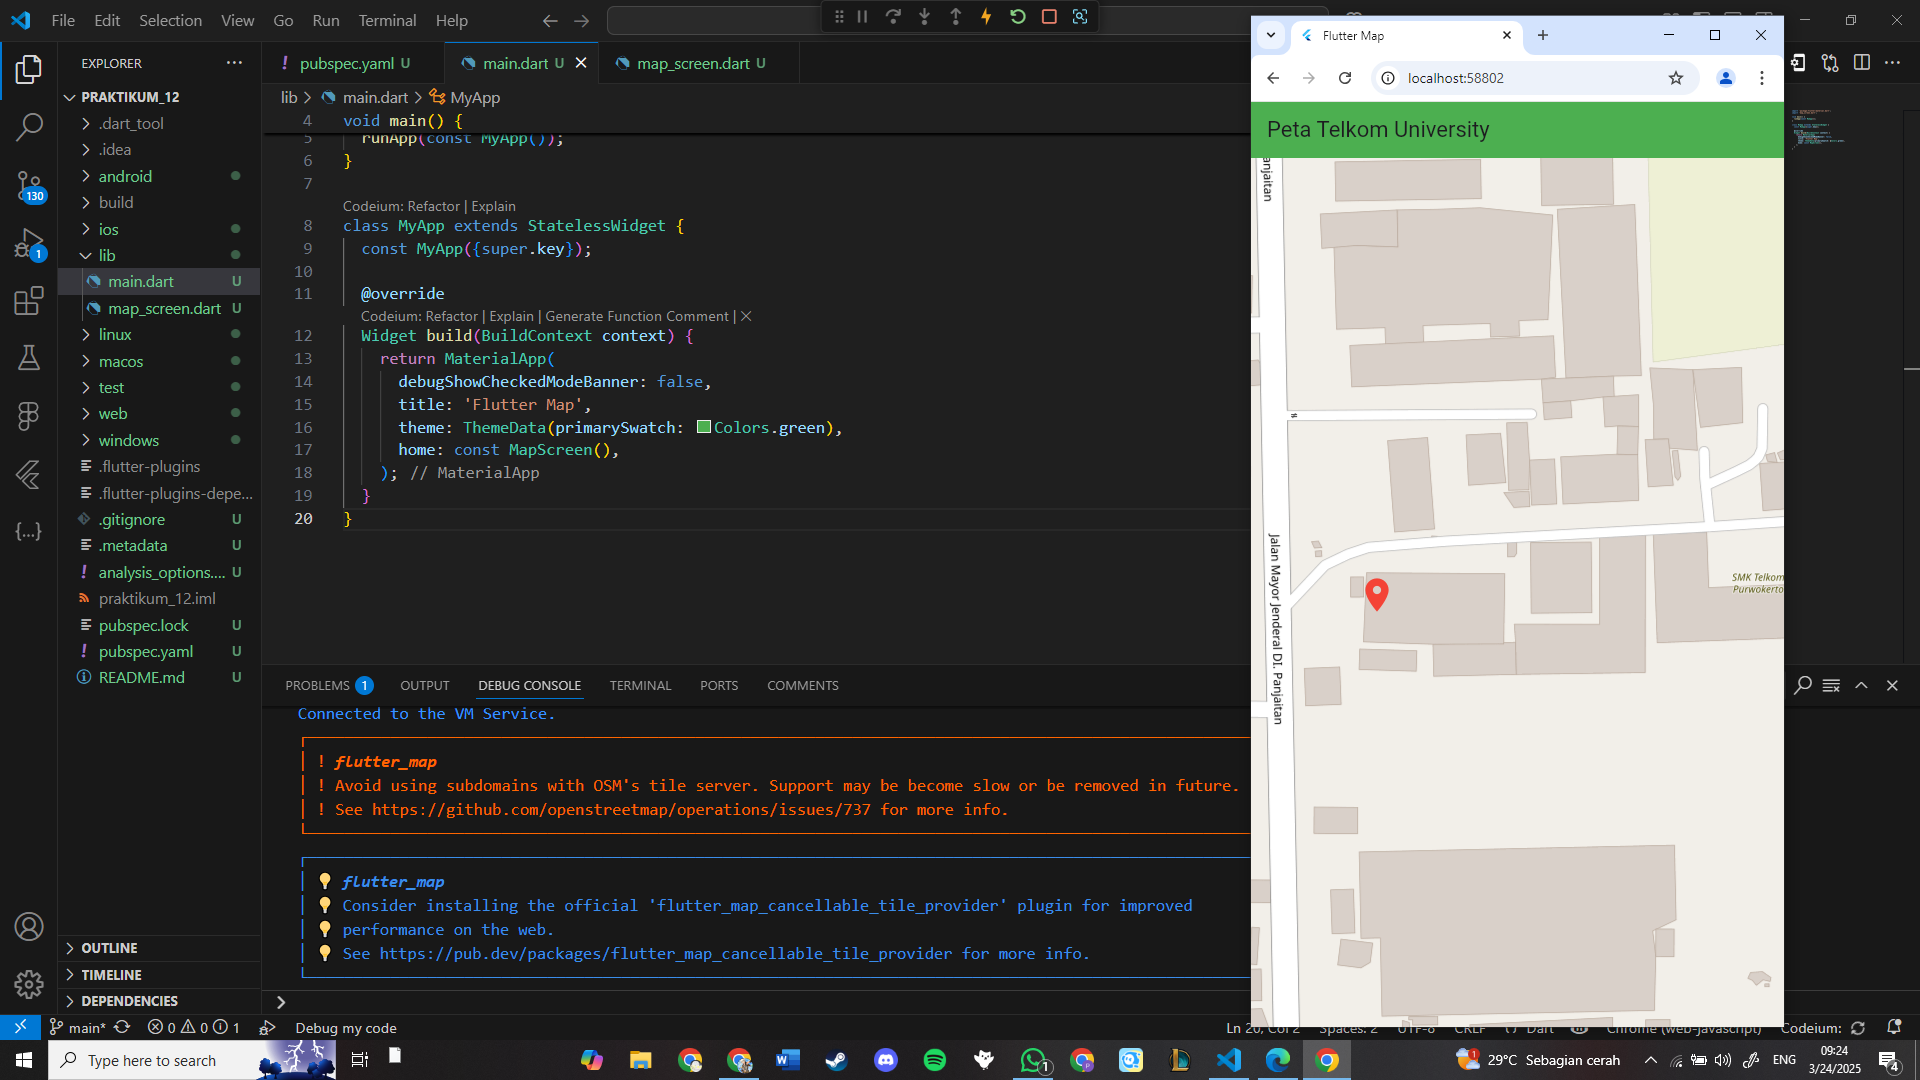 File Edit Selection View Go Run Terminal Help
EXPLORER
PRAKTIKUM_12
.dart_tool
.idea
android
build
ios
lib
main.dart U
map_screen.dart U
linux
macos
test
web
windows
.flutter-plugins
.flutter-plugins-depe...
.gitignore U
.metadata U
analysis_options.... U
praktikum_12.iml
pubspec.lock U
pubspec.yaml U
README.md U
OUTLINE
TIMELINE
DEPENDENCIES
130
1
pubspec.yaml U
main.dart U
map_screen.dart U
lib > main.dart > MyApp
4 void main() {
5 runApp(const MyApp());
6 }
7
Codeium: Refactor | Explain
8 class MyApp extends StatelessWidget {
9 const MyApp({super.key});
10
11 @override
Codeium: Refactor | Explain | Generate Function Comment | X
12 Widget build(BuildContext context) {
13 return MaterialApp(
14 debugShowCheckedModeBanner: false,
15 title: 'Flutter Map',
16 theme: ThemeData(primarySwatch: Colors.green),
17 home: const MapScreen(),
18 ); // MaterialApp
19 }
20 }
PROBLEMS 1 OUTPUT DEBUG CONSOLE TERMINAL PORTS COMMENTS
Connected to the VM Service.
! flutter_map
! Avoid using subdomains with OSM's tile server. Support may be become slow or be removed in future.
! See https://github.com/openstreetmap/operations/issues/737 for more info.
flutter_map
Consider installing the official 'flutter_map_cancellable_tile_provider' plugin for improved
performance on the web.
See https://pub.dev/packages/flutter_map_cancellable_tile_provider for more info.
main* 0 0 1 Debug my code
Ln 20, Col 2 Spaces: 2 UTF-8 CRLF {} Dart Chrome (web-javascript) Codeium:
Flutter Map
localhost:58802
Peta Telkom University
anjaitan
Jalan Mayor Jenderal DI. Panjaitan
SMK Telkom
Purwokerto
Type here to search
1
1
29°C Sebagian cerah
ENG
09:24
3/24/2025
4